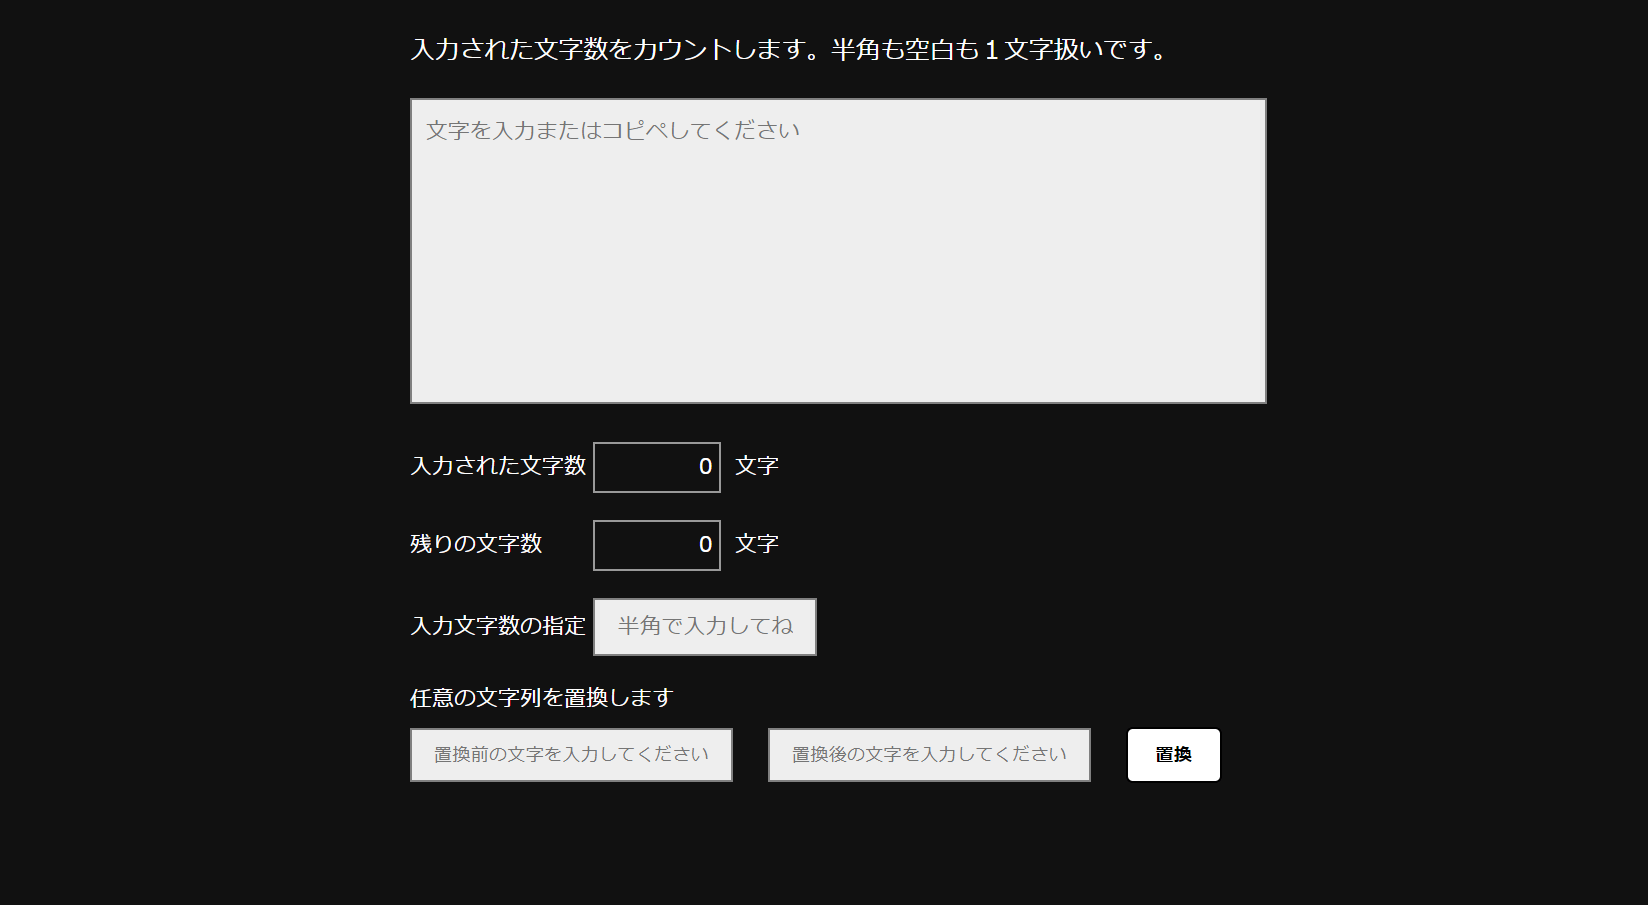 入力された文字数をカウントします。半角も空白も１文字扱いです。
文字を入力またはコピペしてください
入力された文字数 0 文字
残りの文字数 0 文字
入力文字数の指定 半角で入力してね
任意の文字列を置換します
置換前の文字を入力してください 置換後の文字を入力してください 置換